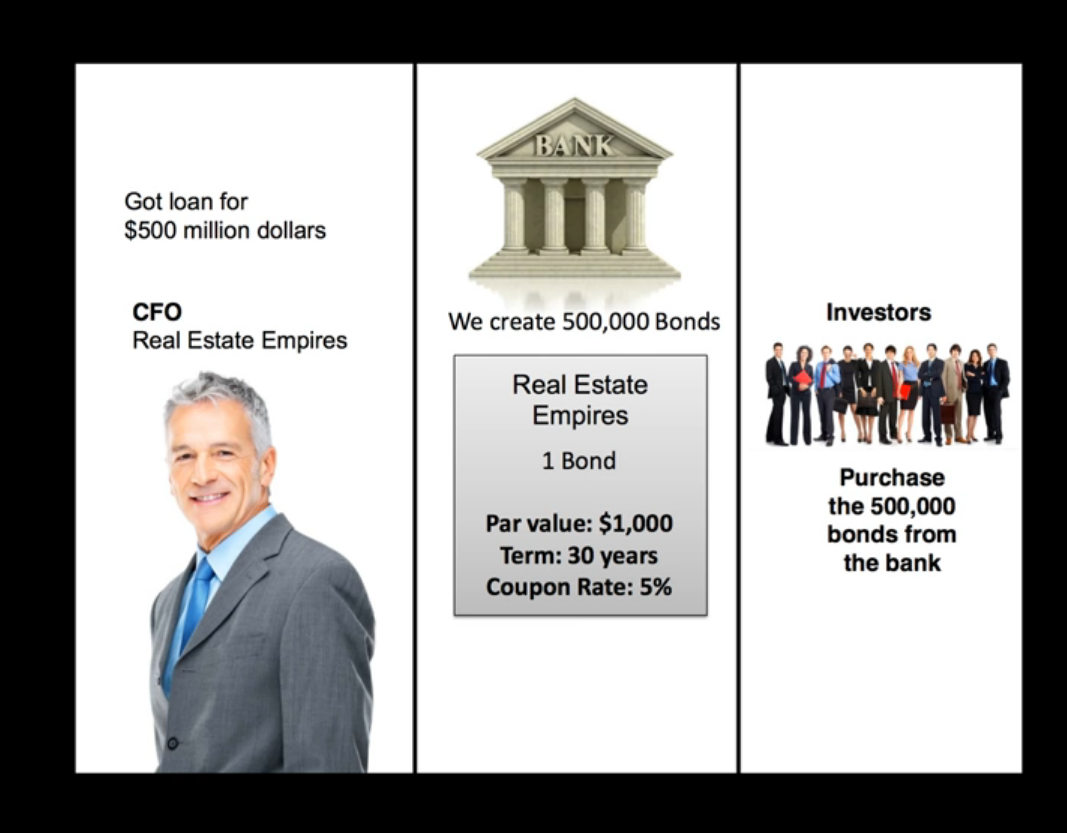 Got loan for
$500 million dollars
CFO
Real Estate Empires
BANK
We create 500,000 Bonds
Real Estate
Empires
1 Bond
Par value: $1,000
Term: 30 years
Coupon Rate: 5%
Investors
Purchase
the 500,000
bonds from
the bank